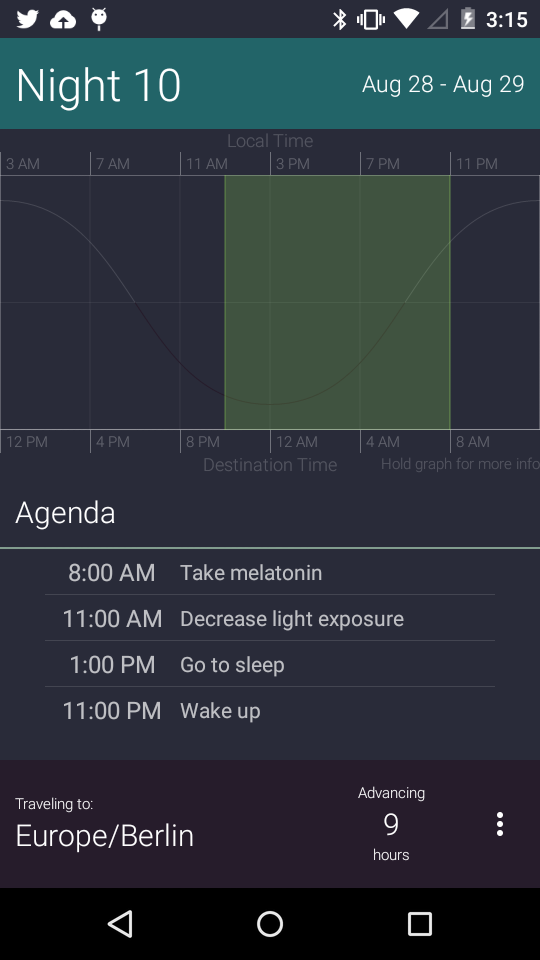 3:15
Night 10
Aug 28 - Aug 29
Local Time
3 AM 7 AM 11 AM 3 PM 7 PM 11 PM
12 PM 4 PM 8 PM 12 AM 4 AM 8 AM
Destination Time
Hold graph for more info
Agenda
8:00 AM Take melatonin
11:00 AM Decrease light exposure
1:00 PM Go to sleep
11:00 PM Wake up
Traveling to:
Europe/Berlin
Advancing
9
hours